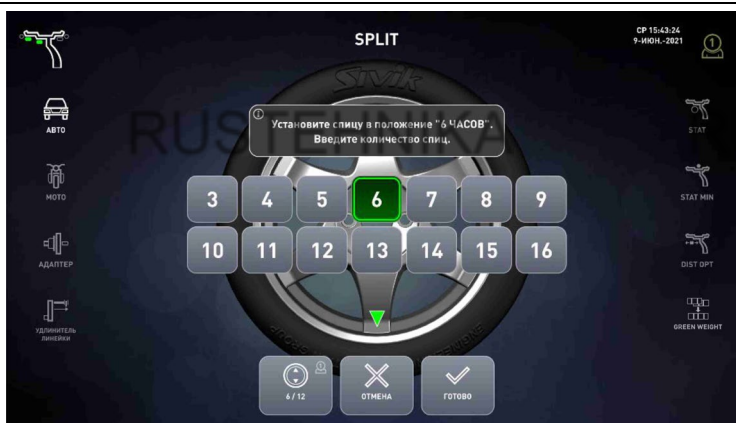 SPLIT
СР 15:43:24
9-ИЮН.-2021
1
SIVIK
Установите спицу в положение "6 ЧАСОВ".
Введите количество спиц.
АВТО
МОТО
АДАПТЕР
УДЛИНИТЕЛЬ
ЛИНЕЙКИ
3 4 5 6 7 8 9
10 11 12 13 14 15 16
STAT
STAT MIN
DIST OPT
GREEN WEIGHT
6 / 12
ОТМЕНА
ГОТОВО